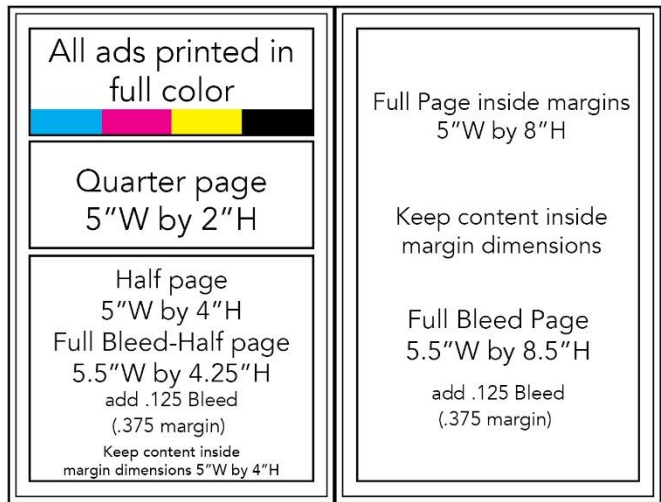 All ads printed in
full color
Quarter page
5"W by 2"H
Half page
5"W by 4"H
Full Bleed-Half page
5.5"W by 4.25"H
add .125 Bleed
(.375 margin)
Keep content inside
margin dimensions 5"W by 4"H
Full Page inside margins
5"W by 8"H
Keep content inside
margin dimensions
Full Bleed Page
5.5"W by 8.5"H
add .125 Bleed
(.375 margin)